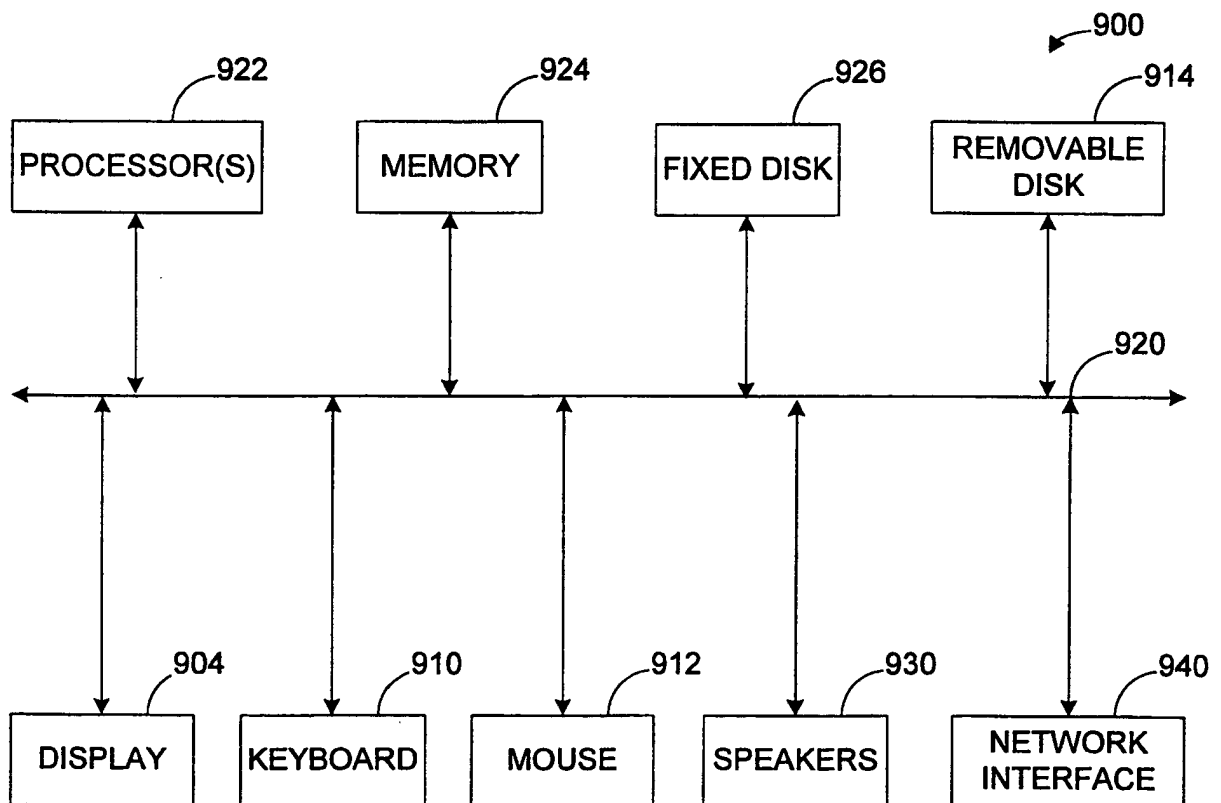 900
922
924
926
914
PROCESSOR(S)
MEMORY
FIXED DISK
REMOVABLE
DISK
920
904
910
912
930
940
DISPLAY
KEYBOARD
MOUSE
SPEAKERS
NETWORK
INTERFACE